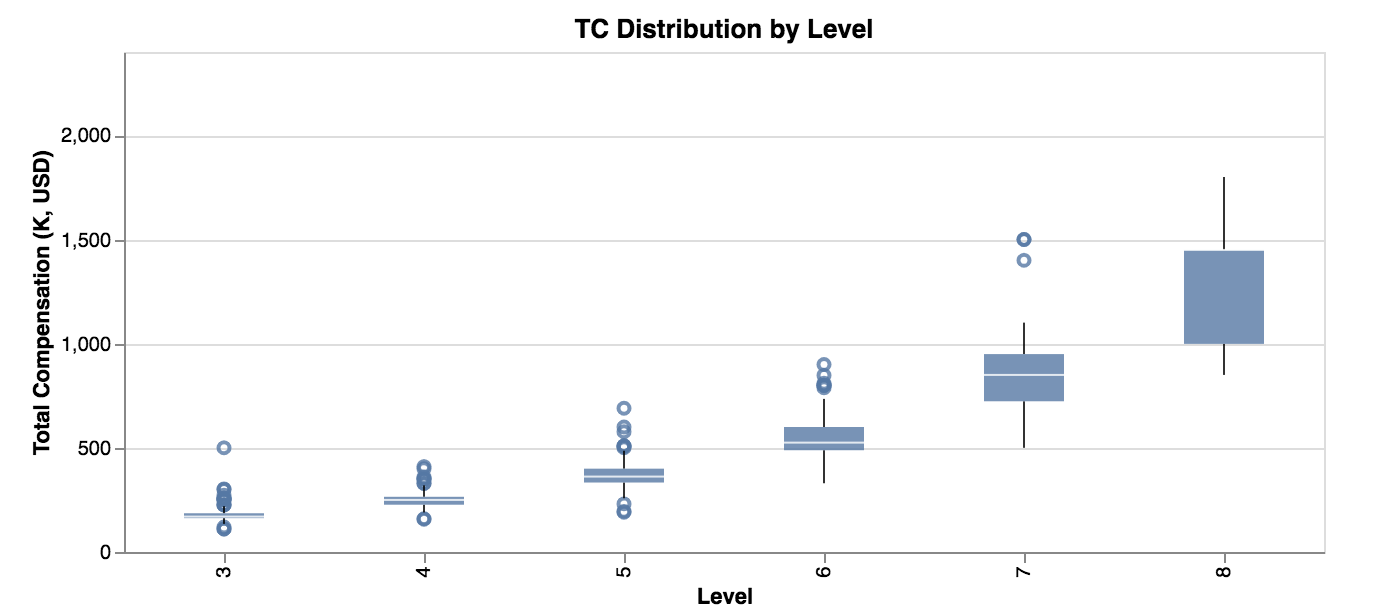 TC Distribution by Level
Total Compensation (K, USD)
2,000
1,500
1,000
500
0
3 4 5 6 7 8
Level